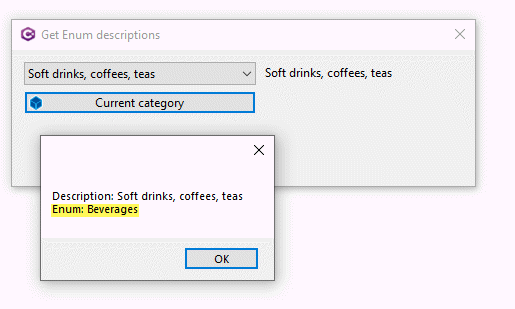 Get Enum descriptions
Soft drinks, coffees, teas
Soft drinks, coffees, teas
Current category
Description: Soft drinks, coffees, teas
Enum: Beverages
OK